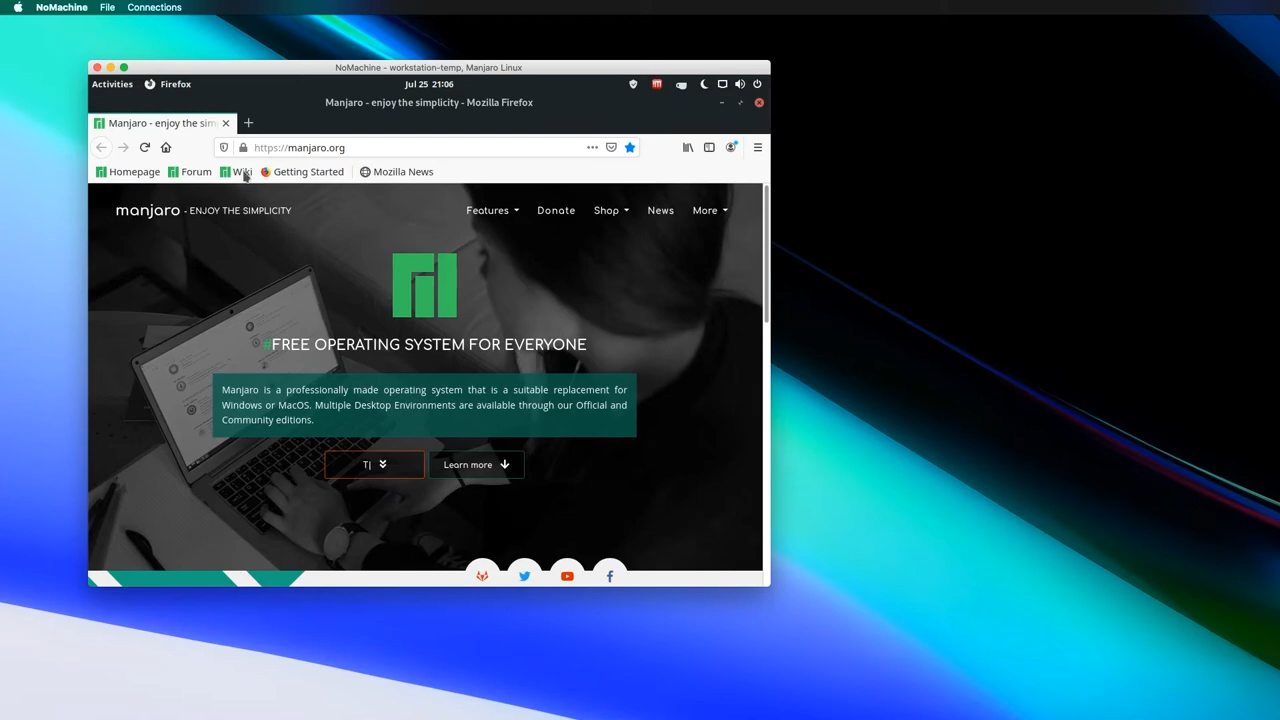 NoMachine File Connections
NoMachine - workstation-temp, Manjaro Linux
Activities Firefox Jul 25 21:06
Manjaro - enjoy the simplicity - Mozilla Firefox
Manjaro - enjoy the sim
https://manjaro.org
Homepage Forum Wiki Getting Started Mozilla News
manjaro - ENJOY THE SIMPLICITY Features Donate Shop News More
#FREE OPERATING SYSTEM FOR EVERYONE
Manjaro is a professionally made operating system that is a suitable replacement for
Windows or MacOS. Multiple Desktop Environments are available through our Official and
Community editions.
T| Learn more